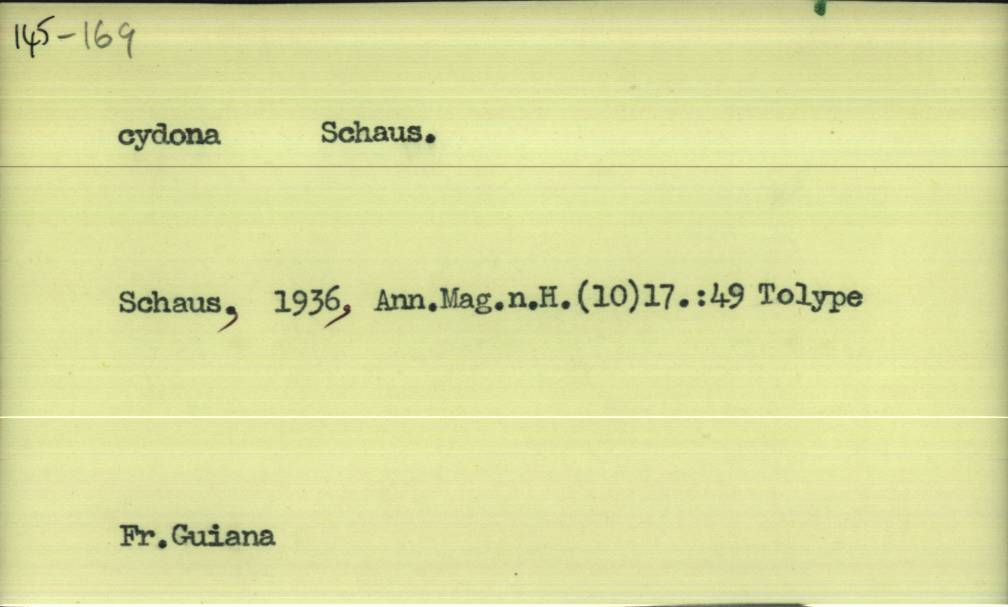 145-169
cydona Schaus.
Schaus, 1936, Ann.Mag.n.H.(10)17.:49 Tolype
Fr.Guiana